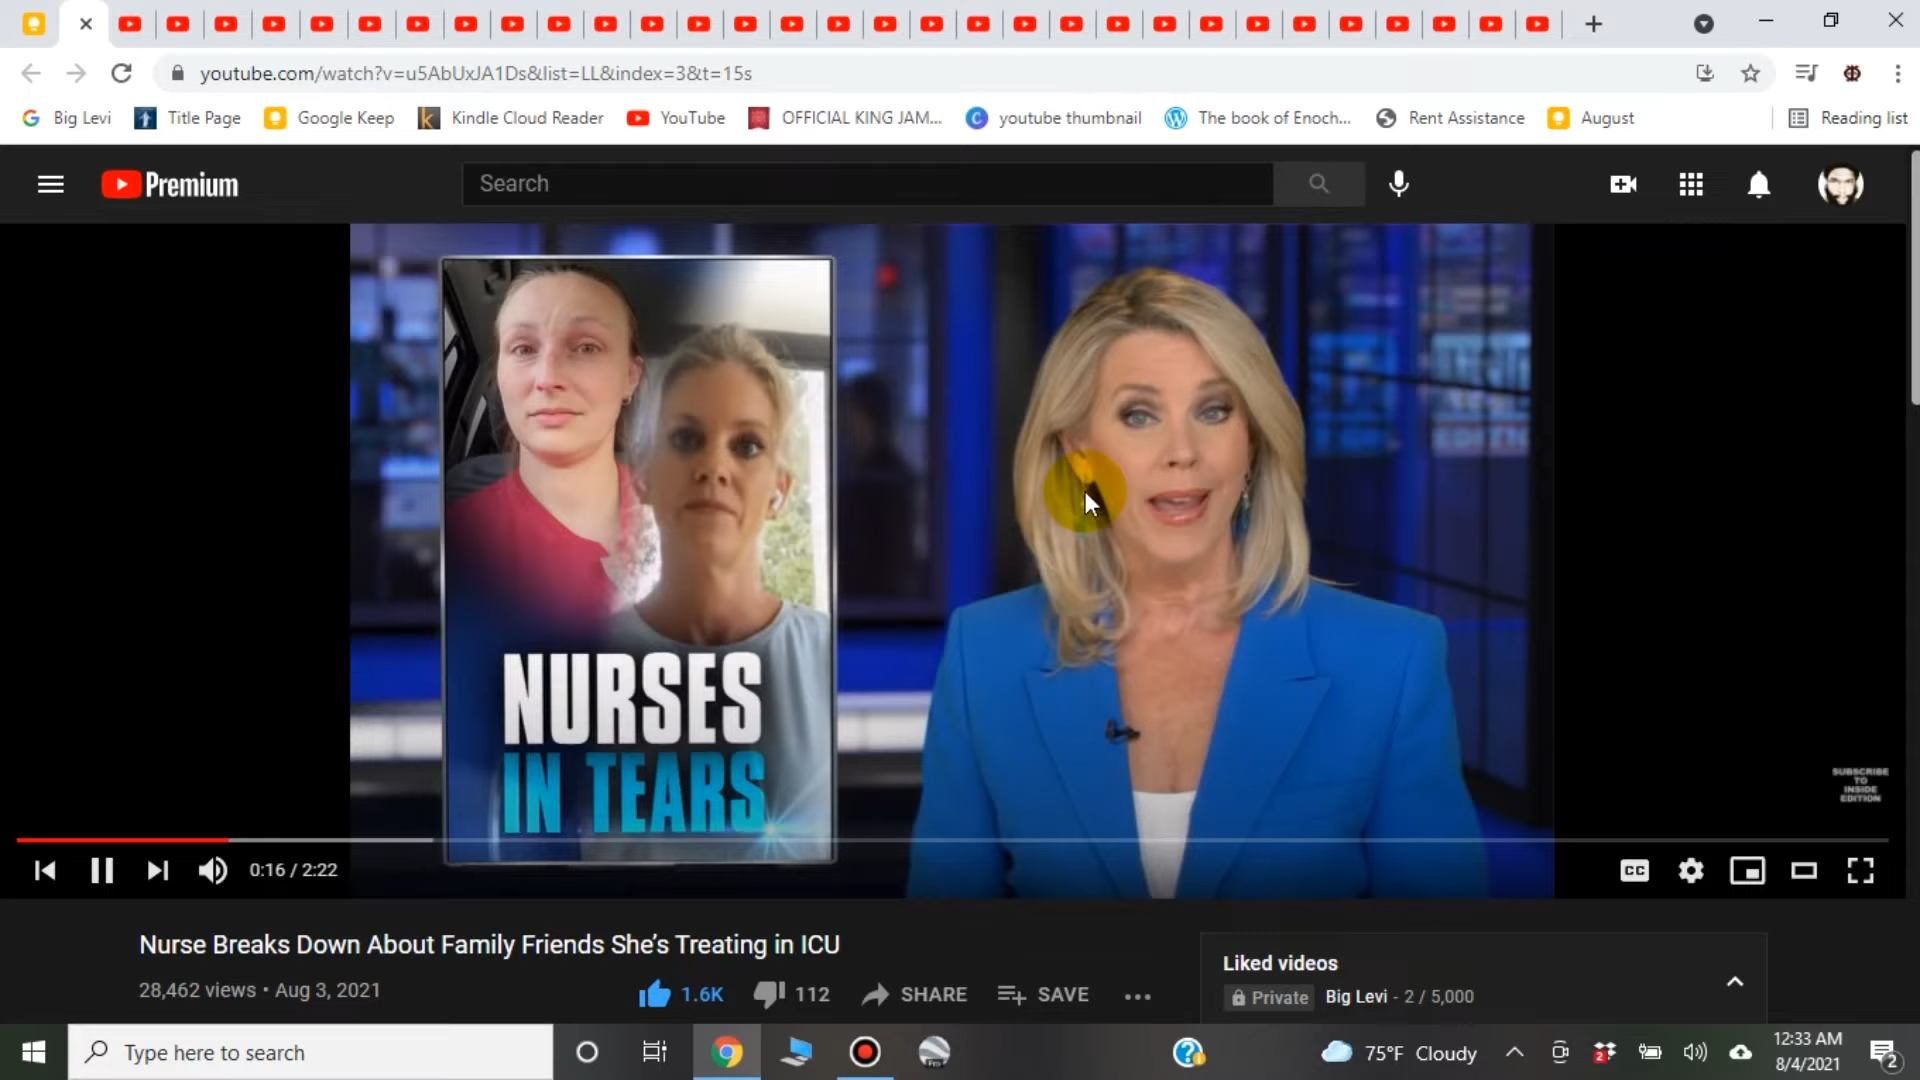 youtube.com/watch?v=u5AbUxJA1Ds&list=LL&index=3&t=15s
Big Levi Title Page Google Keep Kindle Cloud Reader YouTube OFFICIAL KING JAM... youtube thumbnail The book of Enoch... Rent Assistance August Reading list
Premium Search
NURSES
IN TEARS
SUBSCRIBE
TO
INSIDE
EDITION
0:16 / 2:22 CC
Nurse Breaks Down About Family Friends She's Treating in ICU
28,462 views • Aug 3, 2021 1.6K 112 SHARE SAVE
Liked videos
Private Big Levi - 2 / 5,000
Type here to search 75°F Cloudy 12:33 AM
8/4/2021 2